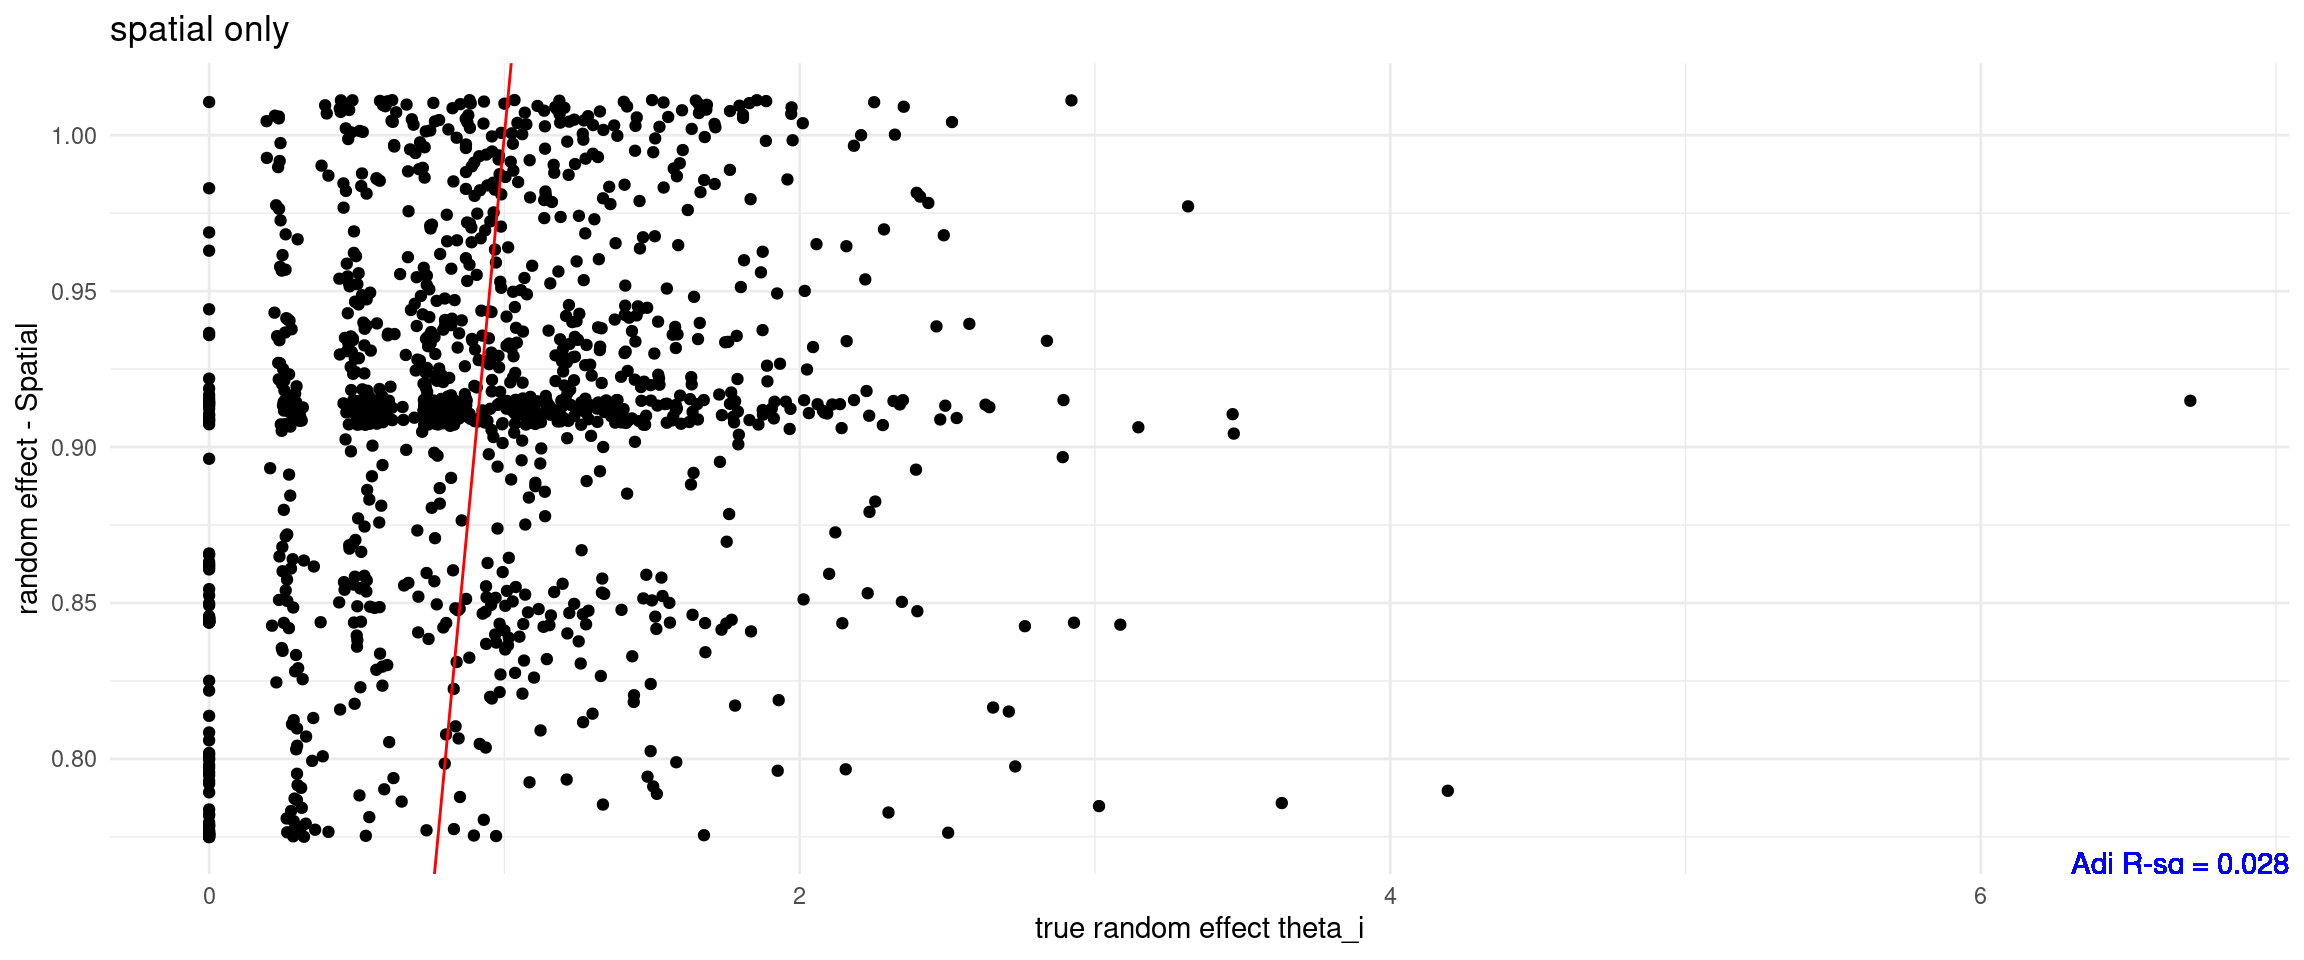 spatial only
random effect - Spatial
1.00
0.95
0.90
0.85
0.80
0
2
4
6
Adj R-sq = 0.028
true random effect theta_i